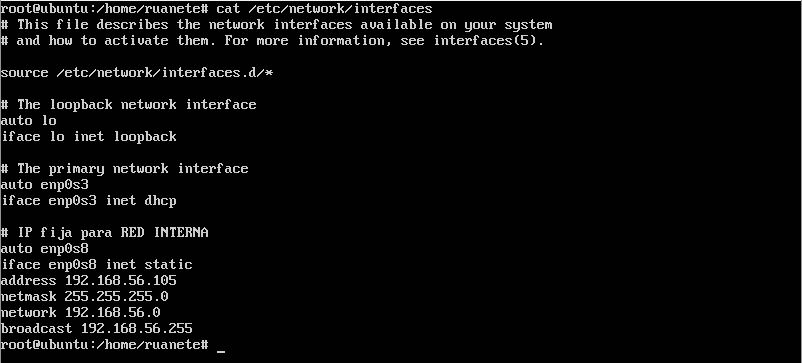 root@ubuntu:/home/ruanete# cat /etc/network/interfaces
# This file describes the network interfaces available on your system
# and how to activate them. For more information, see interfaces(5).
source /etc/network/interfaces.d/*
# The loopback network interface
auto lo
iface lo inet loopback
# The primary network interface
auto enp0s3
iface enp0s3 inet dhcp
# IP fija para RED INTERNA
auto enp0s8
iface enp0s8 inet static
address 192.168.56.105
netmask 255.255.255.0
network 192.168.56.0
broadcast 192.168.56.255
root@ubuntu:/home/ruanete# _